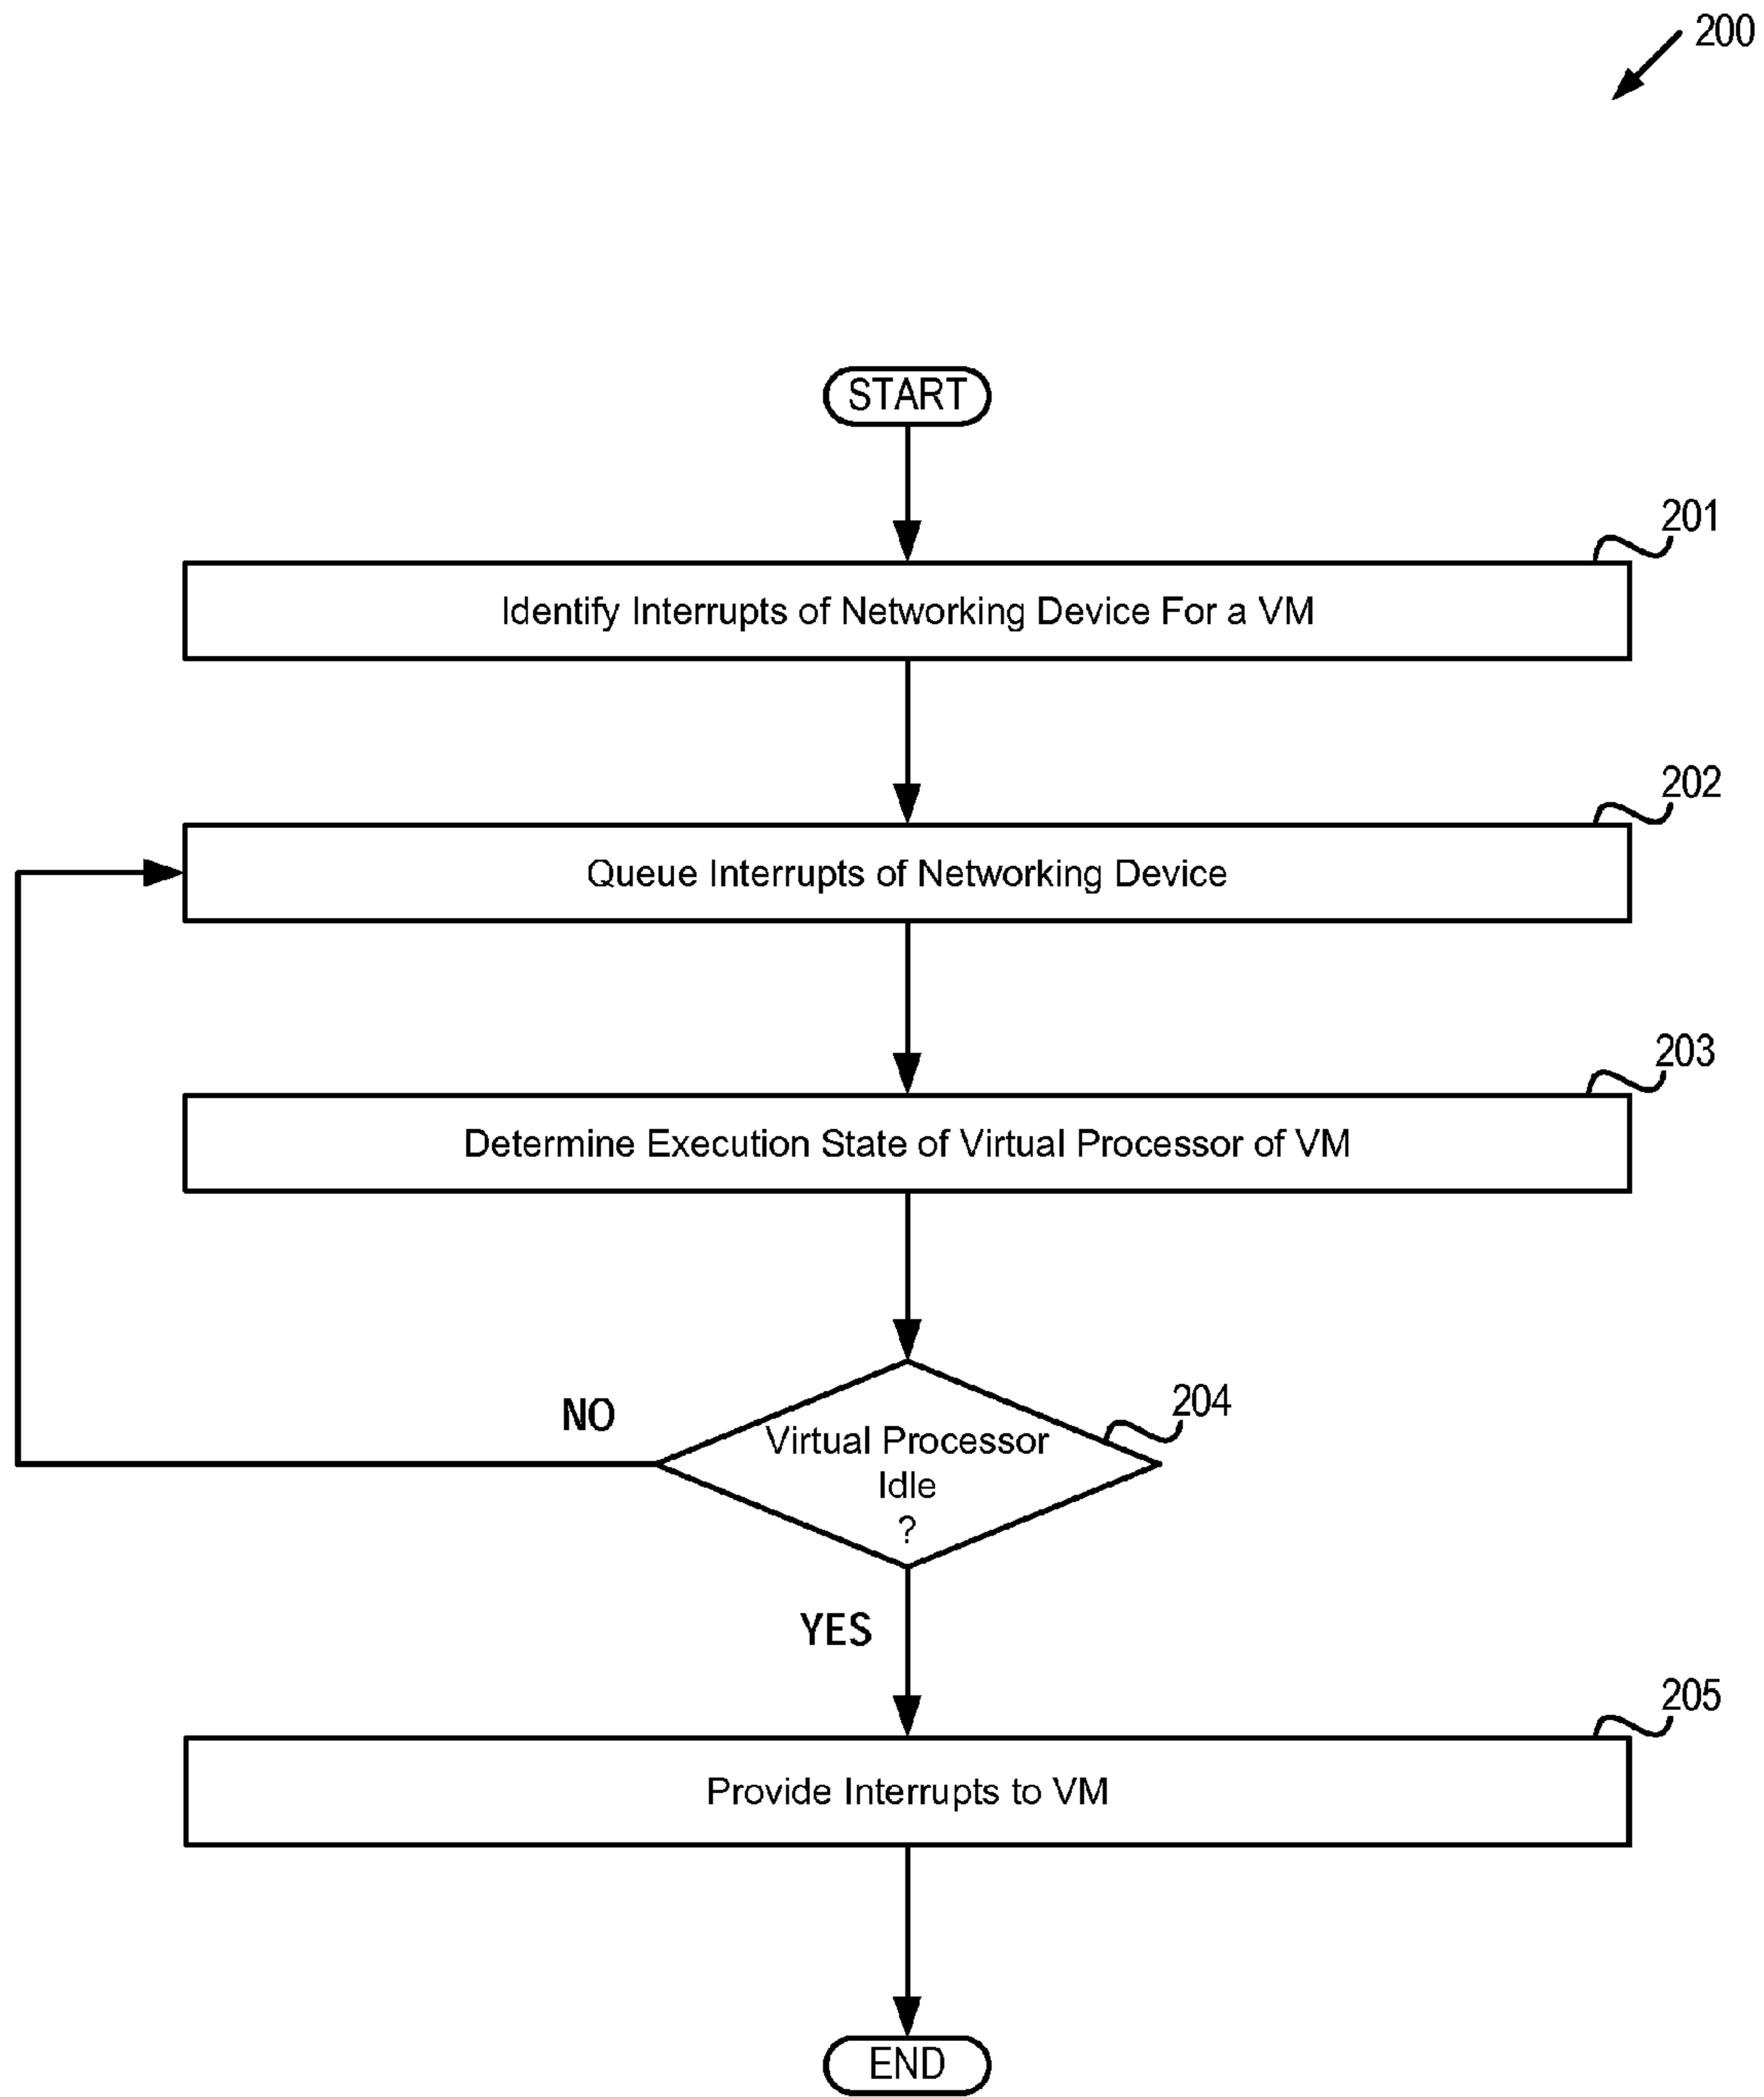 200
START
201
Identify Interrupts of Networking Device For a VM
202
Queue Interrupts of Networking Device
203
Determine Execution State of Virtual Processor of VM
204
NO
Virtual Processor
Idle
?
YES
205
Provide Interrupts to VM
END